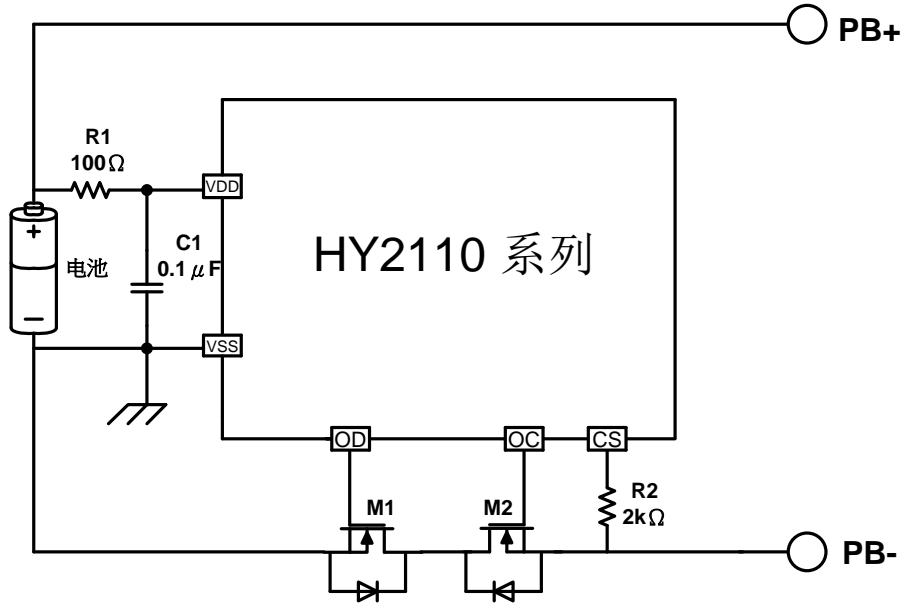 PB+
R1
100Ω
VDD
HY2110 系列
+
C1
0.1μF
电池
−
VSS
OD
OC
CS
M1
M2
R2
2kΩ
PB-